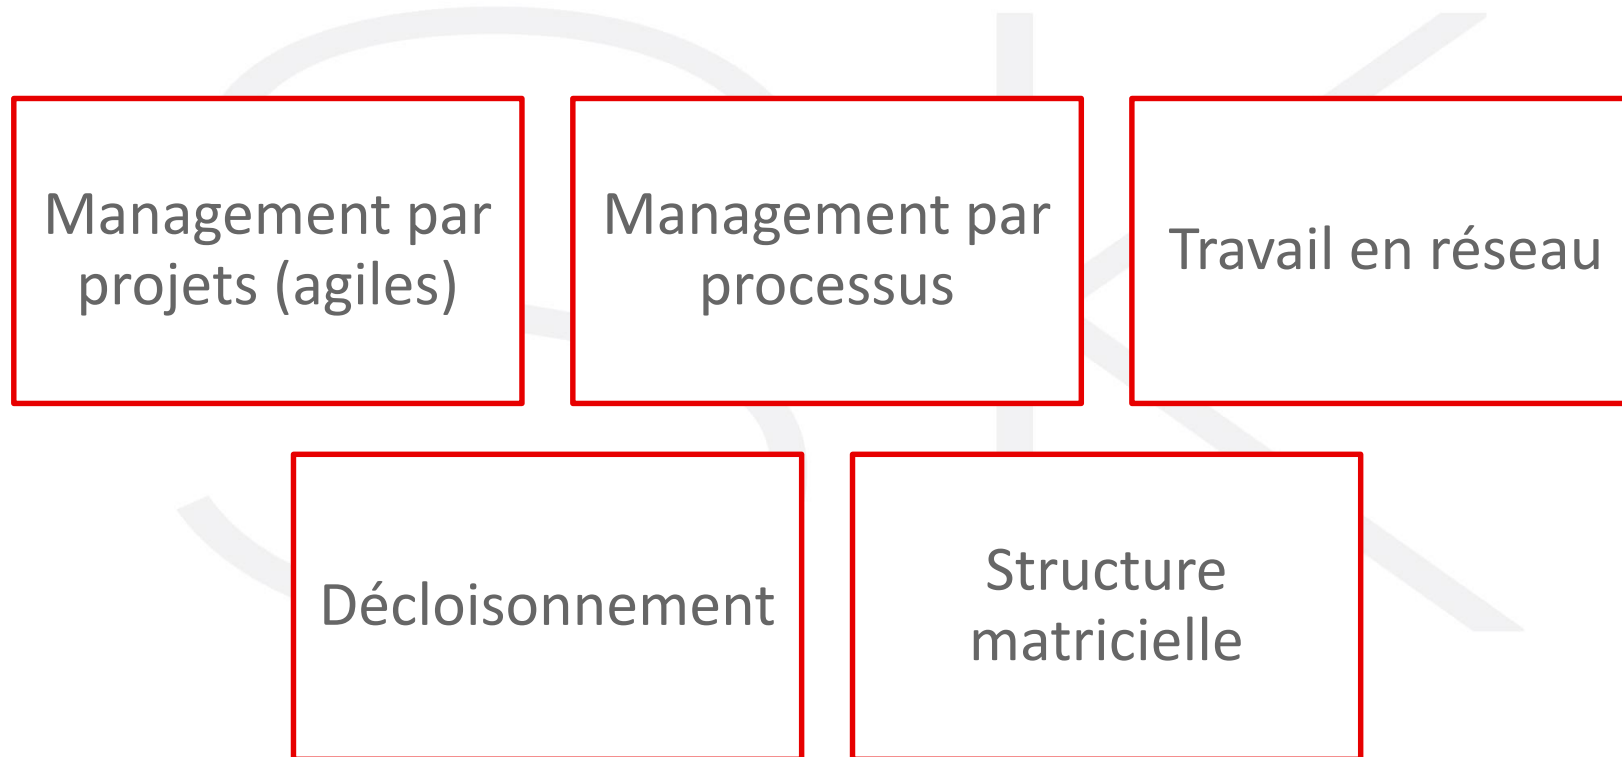 Management par
projets (agiles)
Management par
processus
Travail en réseau
Décloisonnement
Structure
matricielle